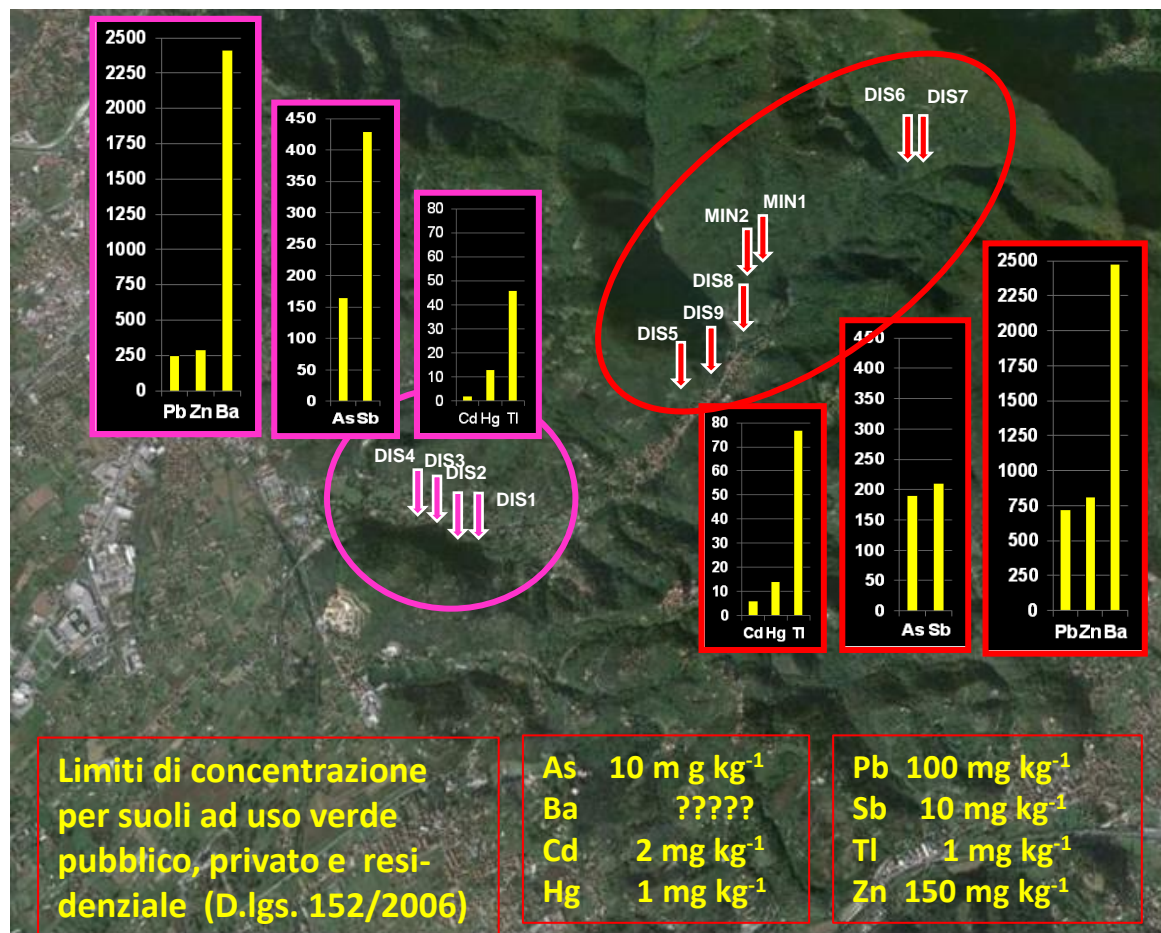 2500
2250
2000
1750
1500
1250
1000
750
500
250
0
Pb Zn Ba
450
400
350
300
250
200
150
100
50
0
As Sb
80
70
60
50
40
30
20
10
0
Cd Hg Tl
DIS6 DIS7
MIN2 MIN1
DIS8
DIS9
DIS5
DIS4 DIS3 DIS2 DIS1
80
70
60
50
40
30
20
10
0
Cd Hg Tl
450
400
350
300
250
200
150
100
50
0
As Sb
2500
2250
2000
1750
1500
1250
1000
750
500
250
0
Pb Zn Ba
Limiti di concentrazione
per suoli ad uso verde
pubblico, privato e resi-
denziale (D.lgs. 152/2006)
As 10 m g kg⁻¹
Ba ?????
Cd 2 mg kg⁻¹
Hg 1 mg kg⁻¹
Pb 100 mg kg⁻¹
Sb 10 mg kg⁻¹
Tl 1 mg kg⁻¹
Zn 150 mg kg⁻¹